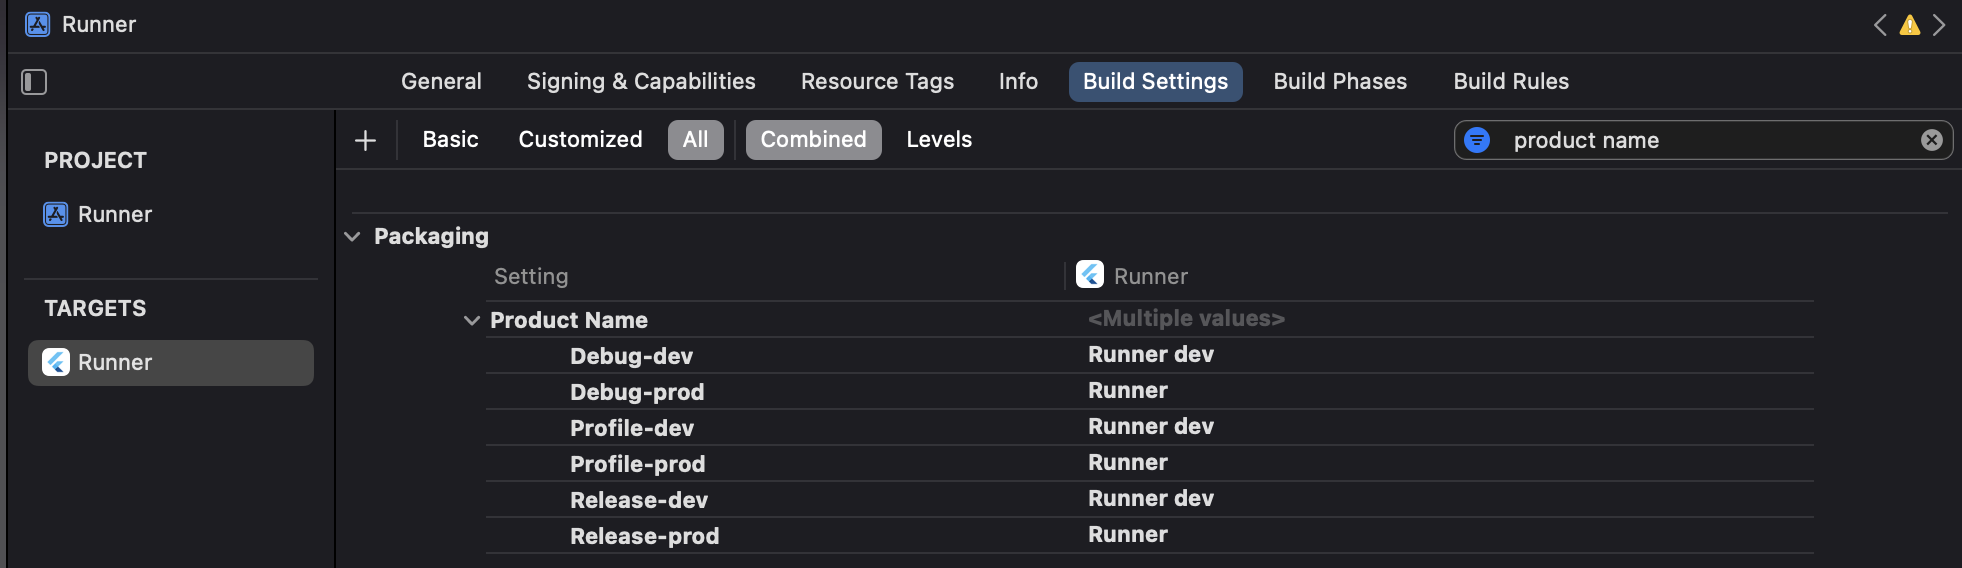 Runner
General Signing & Capabilities Resource Tags Info Build Settings Build Phases Build Rules
Basic Customized All Combined Levels product name
PROJECT
Runner
TARGETS
Runner
Packaging
Setting Runner
Product Name <Multiple values>
Debug-dev Runner dev
Debug-prod Runner
Profile-dev Runner dev
Profile-prod Runner
Release-dev Runner dev
Release-prod Runner